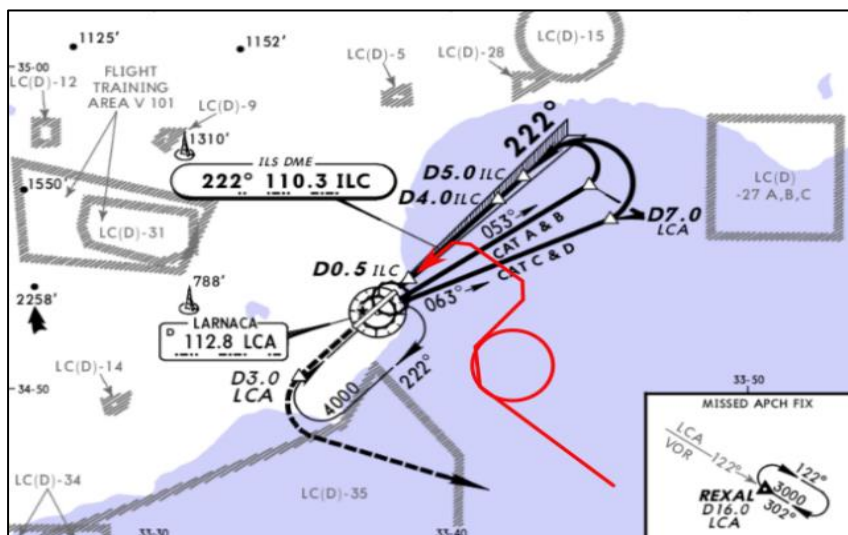 1125'
1152'
35-00
LC(D)-12
FLIGHT
TRAINING
AREA V 101
LC(D)-9
1310'
LC(D)-5
LC(D)-28
LC(D)-15
ILS DME
222° 110.3 ILC
222°
D5.0 ILC
D4.0 ILC
1550'
LC(D)-31
053°
CAT A & B
D7.0
LCA
LC(D)
-27 A,B,C
D0.5 ILC
063°
CAT C & D
2258'
788'
LARNACA
D 112.8 LCA
LC(D)-14
34-50
D3.0
LCA
4000
222°
33-50
MISSED APCH FIX
LCA
VOR
122°
122°
REXAL
D16.0
LCA
3000
302°
LC(D)-34
LC(D)-35
33-30
33-40